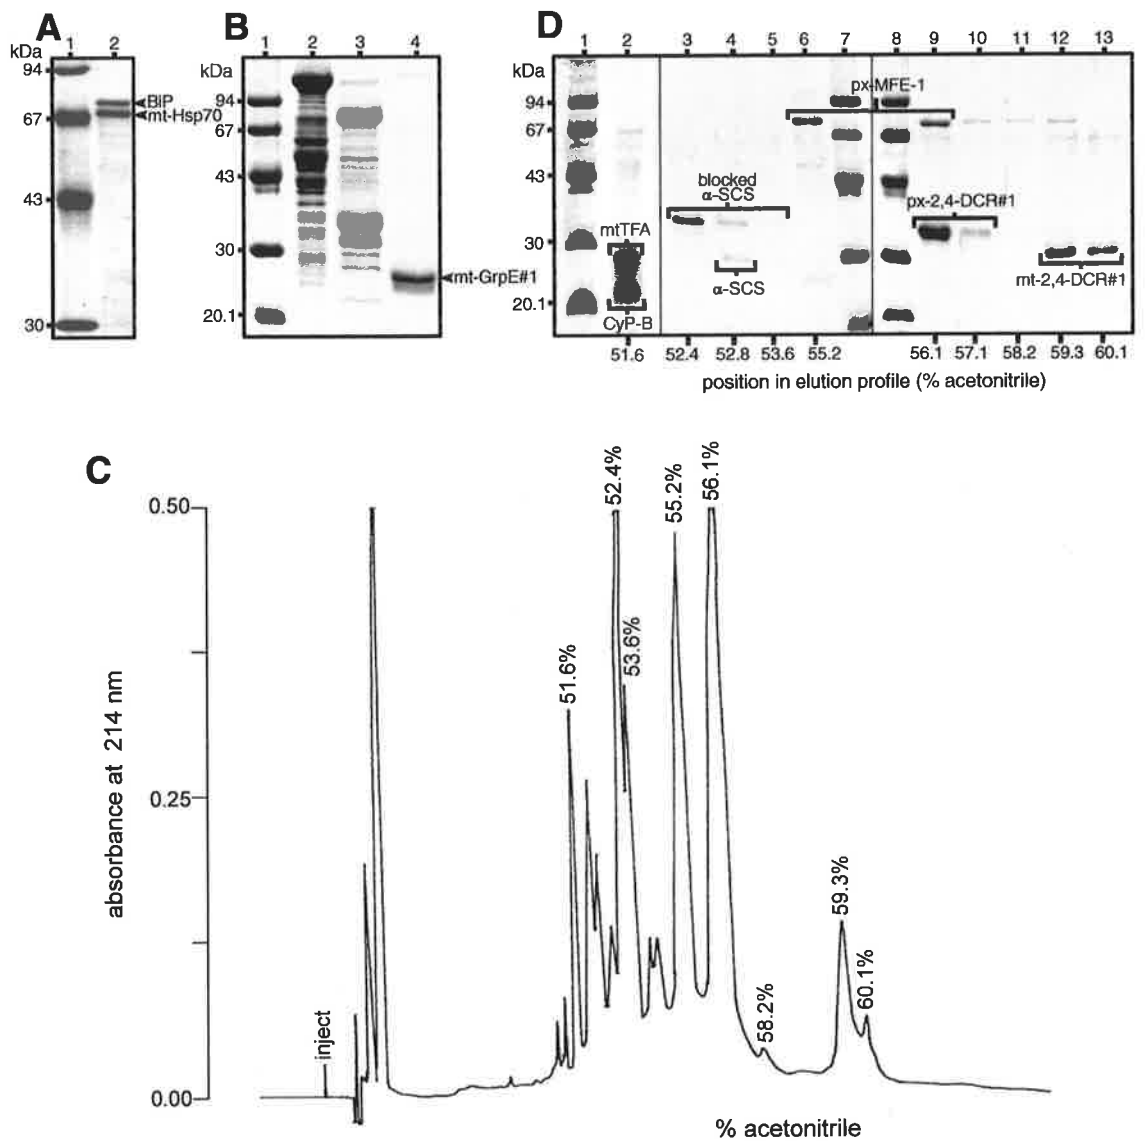 A
kDa
1 2
94
67
43
30
BiP
mt-Hsp70
B
1 2 3 4
kDa
94
67
43
30
20.1
mt-GrpE#1
D
1 2 3 4 5 6 7 8 9 10 11 12 13
kDa
94
67
43
30
20.1
px-MFE-1
blocked
α-SCS
px-2,4-DCR#1
mtTFA
α-SCS
mt-2,4-DCR#1
CyP-B
51.6 52.4 52.8 53.6 55.2 56.1 57.1 58.2 59.3 60.1
position in elution profile (% acetonitrile)
C
0.50
0.25
0.00
absorbance at 214 nm
inject
51.6%
52.4%
53.6%
55.2%
56.1%
58.2%
59.3%
60.1%
% acetonitrile